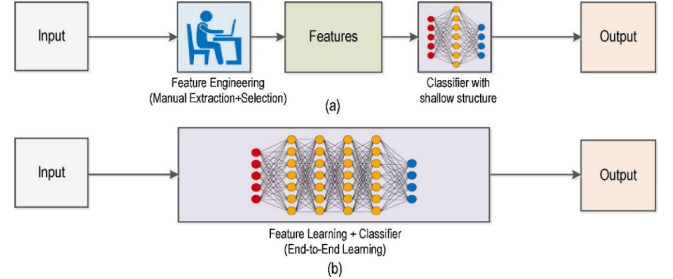 Input
Features
Output
Feature Engineering
(Manual Extraction+Selection)
Classifier with
shallow structure
(a)
Input
Output
Feature Learning + Classifier
(End-to-End Learning)
(b)